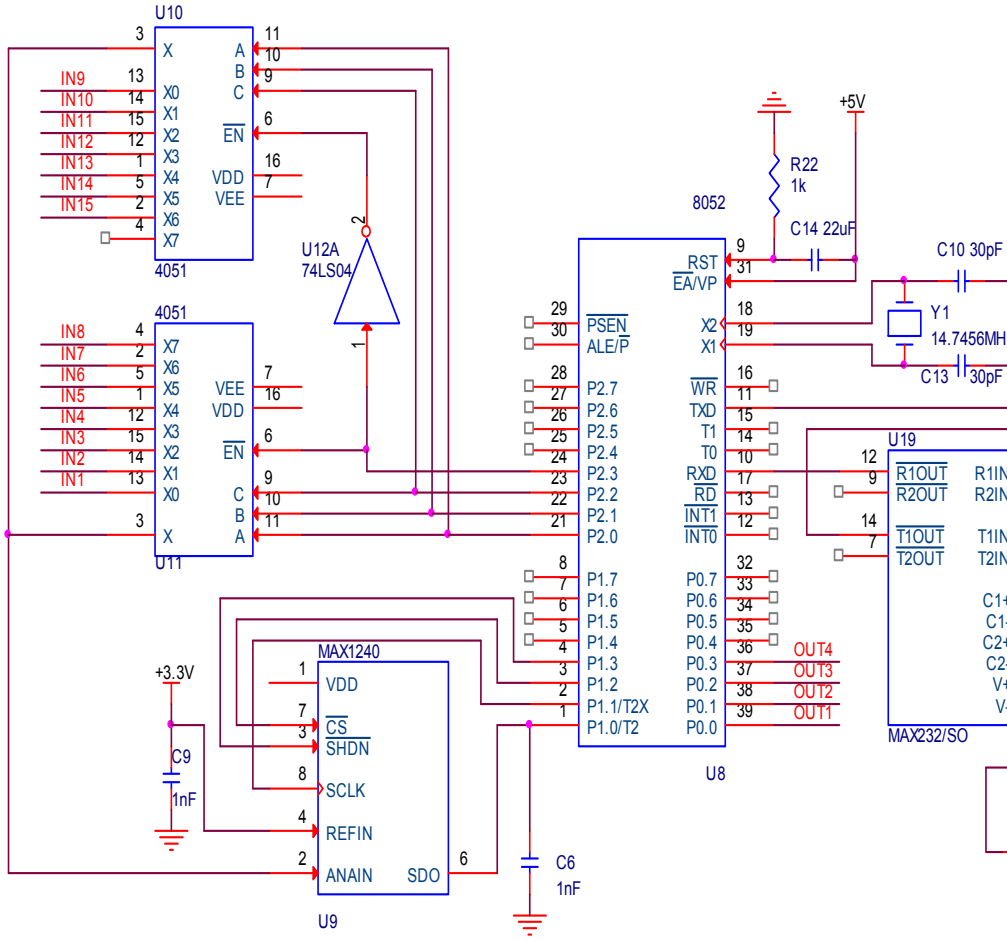 U10
3 X A 11
B 10
C 9
IN9 13 X0
IN10 14 X1
IN11 15 X2 EN 6
IN12 12 X3
IN13 1 X4 VDD 16
IN14 5 X5 VEE 7
IN15 2 X6
4 X7
4051
U12A
74LS04
2
1
4051
IN8 4 X7
IN7 2 X6
IN6 5 X5 VEE 7
IN5 1 X4 VDD 16
IN4 12 X3
IN3 15 X2 EN 6
IN2 14 X1
IN1 13 X0 C 9
B 10
3 X A 11
U11
+5V
R22
1k
C14 22uF
8052
RST 9
EA/VP 31
29 PSEN X2 18
30 ALE/P X1 19
28 P2.7 WR 16
27 P2.6 TXD 11
26 P2.5 T1 15
25 P2.4 T0 14
24 P2.3 RXD 10
23 P2.2 RD 17
22 P2.1 INT1 13
21 P2.0 INT0 12
8 P1.7 P0.7 32
7 P1.6 P0.6 33
6 P1.5 P0.5 34
5 P1.4 P0.4 35
4 P1.3 P0.3 36 OUT4
3 P1.2 P0.2 37 OUT3
2 P1.1/T2X P0.1 38 OUT2
1 P1.0/T2 P0.0 39 OUT1
U8
C10 30pF
Y1
14.7456MH
C13 30pF
U19
12 R1OUT R1IN
9 R2OUT R2IN
14 T1OUT T1IN
7 T2OUT T2IN
C1+
C1-
C2+
C2-
V+
V-
MAX232/SO
MAX1240
+3.3V
1 VDD
7 CS
3 SHDN
8 SCLK
4 REFIN
2 ANAIN SDO 6
U9
C9
1nF
C6
1nF